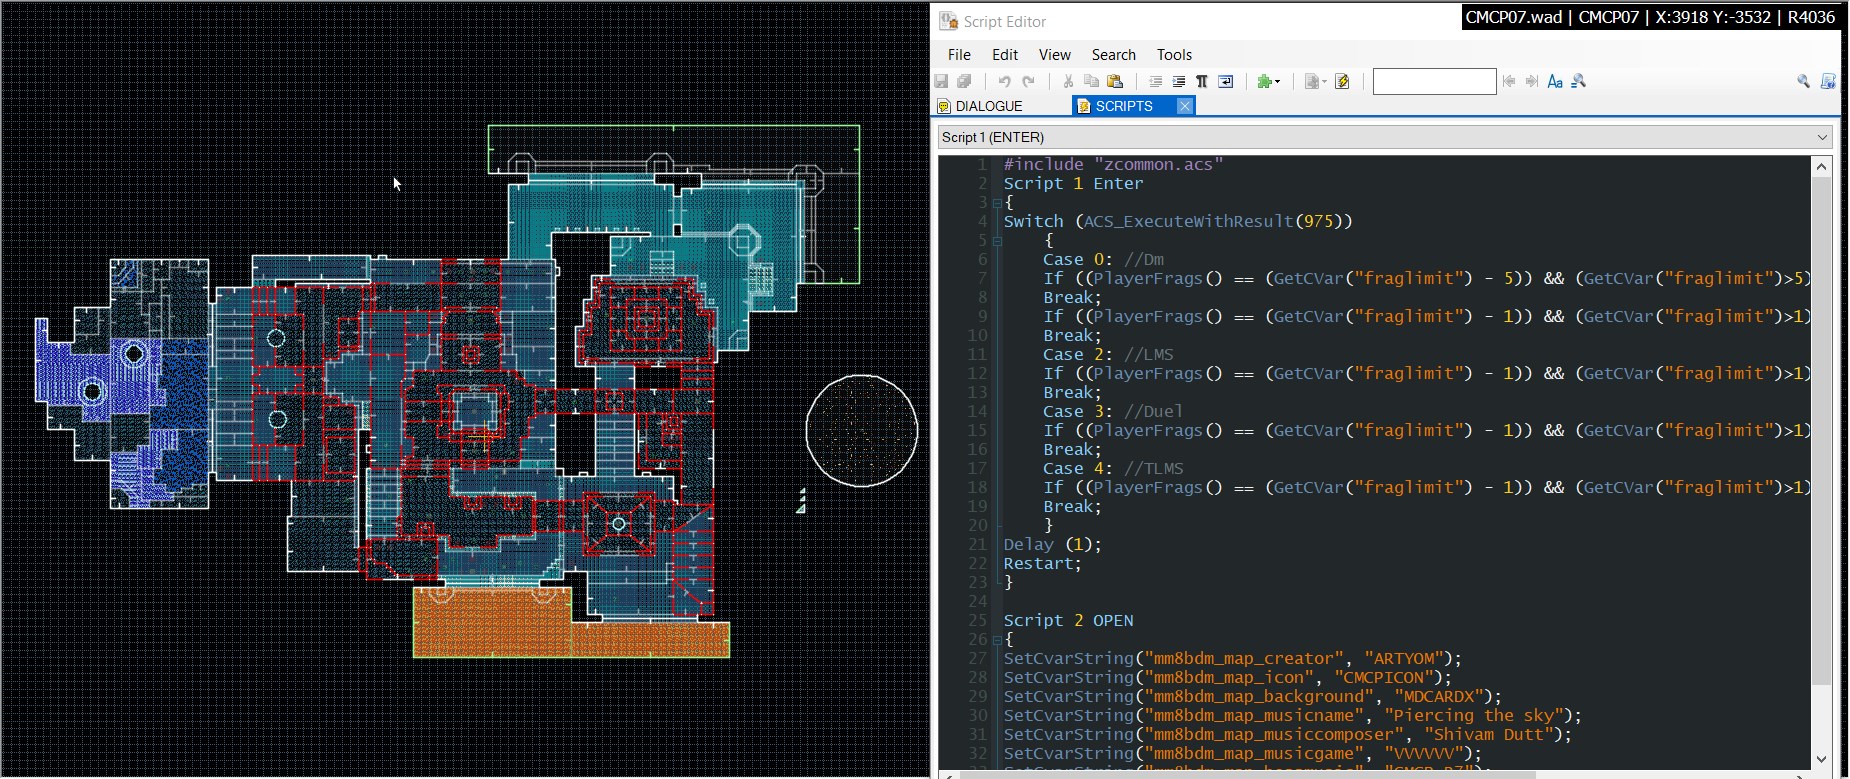 Script Editor
CMCP07.wad | CMCP07 | X:3918 Y:-3532 | R4036
File Edit View Search Tools
DIALOGUE SCRIPTS
Script 1 (ENTER)
1 #include "zcommon.acs"
2 Script 1 Enter
3 {
4 Switch (ACS_ExecuteWithResult(975))
5 {
6 Case 0: //Dm
7 If ((PlayerFrags() == (GetCVar("fraglimit") - 5)) && (GetCVar("fraglimit")>5)
8 Break;
9 If ((PlayerFrags() == (GetCVar("fraglimit") - 1)) && (GetCVar("fraglimit")>1)
10 Break;
11 Case 2: //LMS
12 If ((PlayerFrags() == (GetCVar("fraglimit") - 1)) && (GetCVar("fraglimit")>1)
13 Break;
14 Case 3: //Duel
15 If ((PlayerFrags() == (GetCVar("fraglimit") - 1)) && (GetCVar("fraglimit")>1)
16 Break;
17 Case 4: //TLMS
18 If ((PlayerFrags() == (GetCVar("fraglimit") - 1)) && (GetCVar("fraglimit")>1)
19 Break;
20 }
21 Delay (1);
22 Restart;
23 }
24
25 Script 2 OPEN
26 {
27 SetCvarString("mm8bdm_map_creator", "ARTYOM");
28 SetCvarString("mm8bdm_map_icon", "CMCPICON");
29 SetCvarString("mm8bdm_map_background", "MDCARDX");
30 SetCvarString("mm8bdm_map_musicname", "Piercing the sky");
31 SetCvarString("mm8bdm_map_musiccomposer", "Shivam Dutt");
32 SetCvarString("mm8bdm_map_musicgame", "VVVVVV");